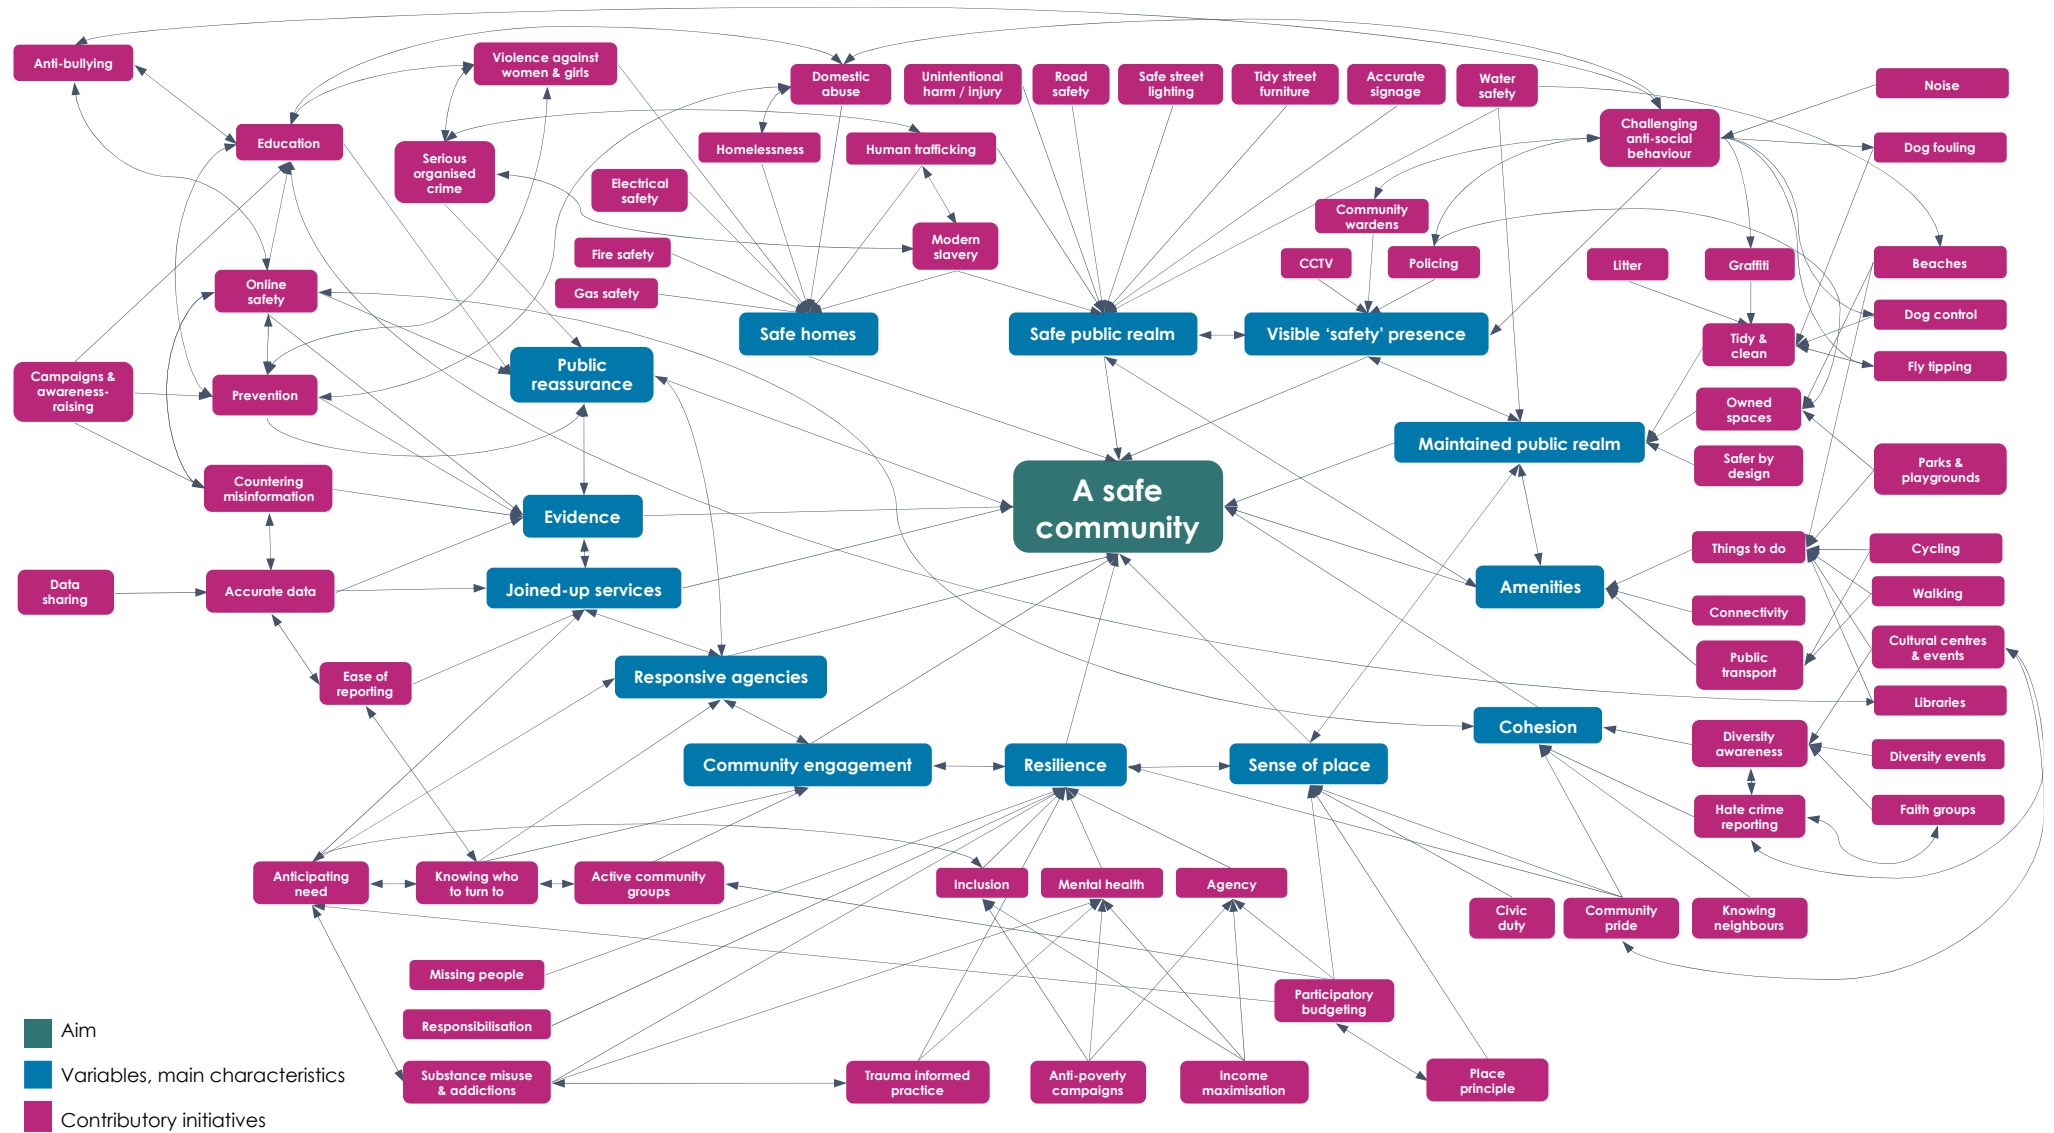 Anti-bullying
Violence against
women & girls
Domestic
abuse
Unintentional
harm / injury
Road
safety
Safe street
lighting
Tidy street
furniture
Accurate
signage
Water
safety
Noise
Education
Serious
organised
crime
Homelessness
Human trafficking
Challenging
anti-social
behaviour
Dog fouling
Electrical
safety
Community
wardens
Fire safety
Modern
slavery
CCTV
Policing
Litter
Graffiti
Beaches
Online
safety
Gas safety
Dog control
Safe homes
Safe public realm
Visible ‘safety’ presence
Tidy &
clean
Fly tipping
Campaigns &
awareness-
raising
Prevention
Public
reassurance
Owned
spaces
Maintained public realm
Safer by
design
Parks &
playgrounds
Countering
misinformation
Evidence
A safe
community
Things to do
Cycling
Data
sharing
Accurate data
Joined-up services
Amenities
Walking
Connectivity
Cultural centres
& events
Public
transport
Ease of
reporting
Responsive agencies
Libraries
Cohesion
Diversity
awareness
Diversity events
Community engagement
Resilience
Sense of place
Hate crime
reporting
Faith groups
Anticipating
need
Knowing who
to turn to
Active community
groups
Inclusion
Mental health
Agency
Civic
duty
Community
pride
Knowing
neighbours
Missing people
Participatory
budgeting
Responsibilisation
Substance misuse
& addictions
Trauma informed
practice
Anti-poverty
campaigns
Income
maximisation
Place
principle
Aim
Variables, main characteristics
Contributory initiatives